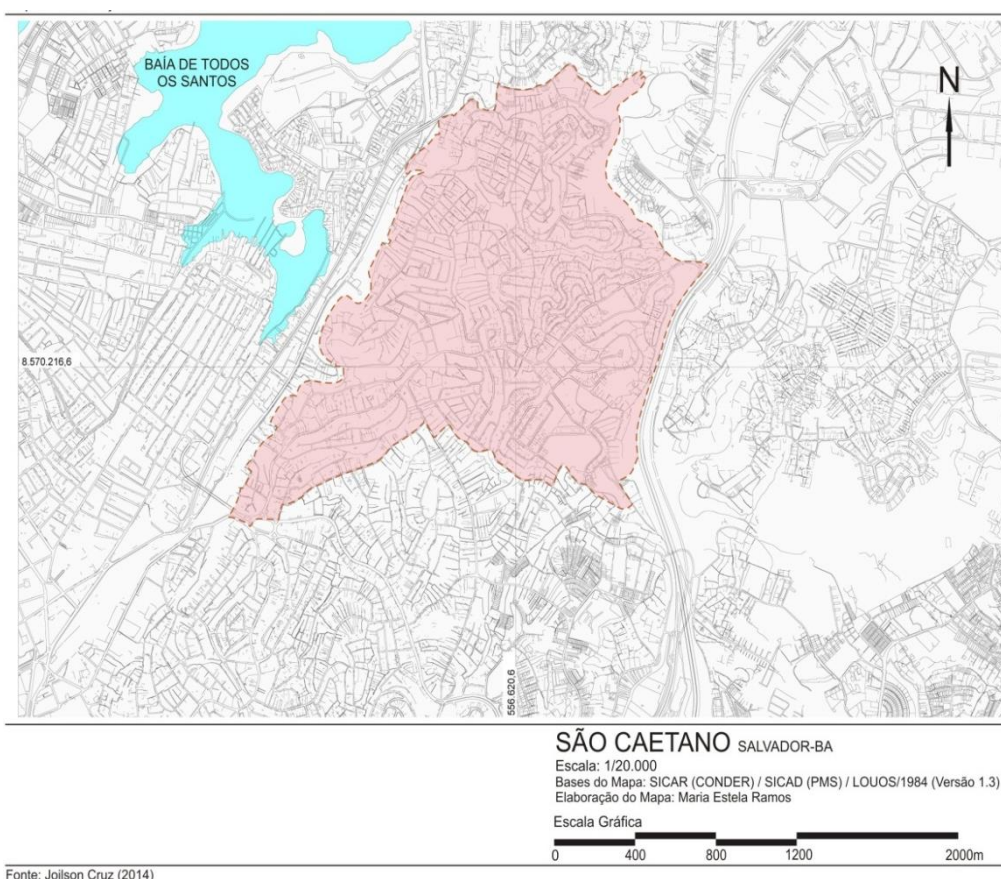 BAÍA DE TODOS
OS SANTOS
N
8.570.216,6
556.620.6
SÃO CAETANO SALVADOR-BA
Escala: 1/20.000
Bases do Mapa: SICAR (CONDER) / SICAD (PMS) / LOUOS/1984 (Versão 1.3)
Elaboração do Mapa: Maria Estela Ramos
Escala Gráfica
0 400 800 1200 2000m
Fonte: Joilson Cruz (2014)